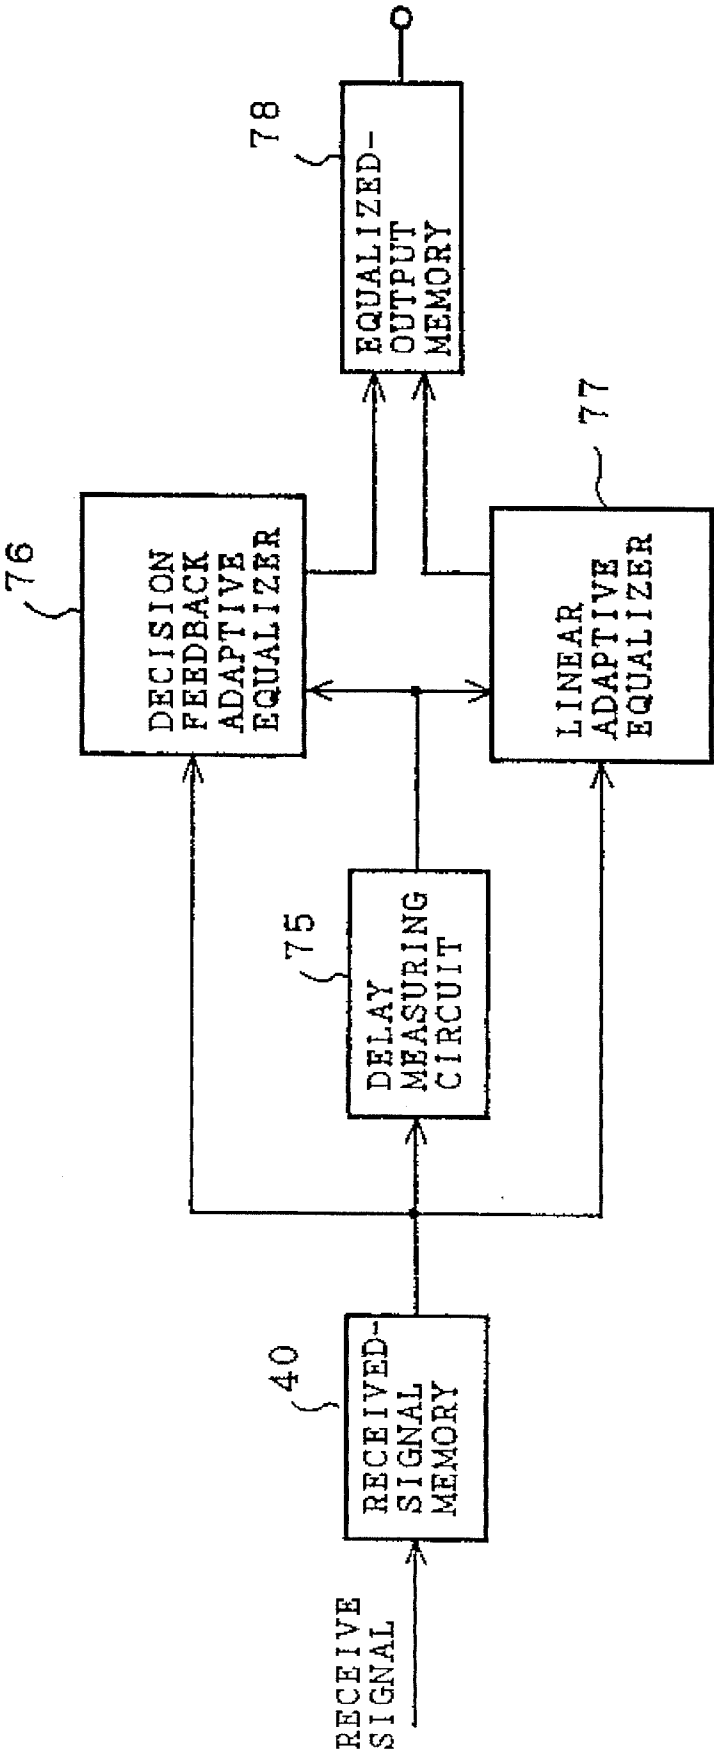 RECEIVE
SIGNAL
40
RECEIVED-
SIGNAL
MEMORY
75
DELAY
MEASURING
CIRCUIT
76
DECISION
FEEDBACK
ADAPTIVE
EQUALIZER
77
LINEAR
ADAPTIVE
EQUALIZER
78
EQUALIZED-
OUTPUT
MEMORY